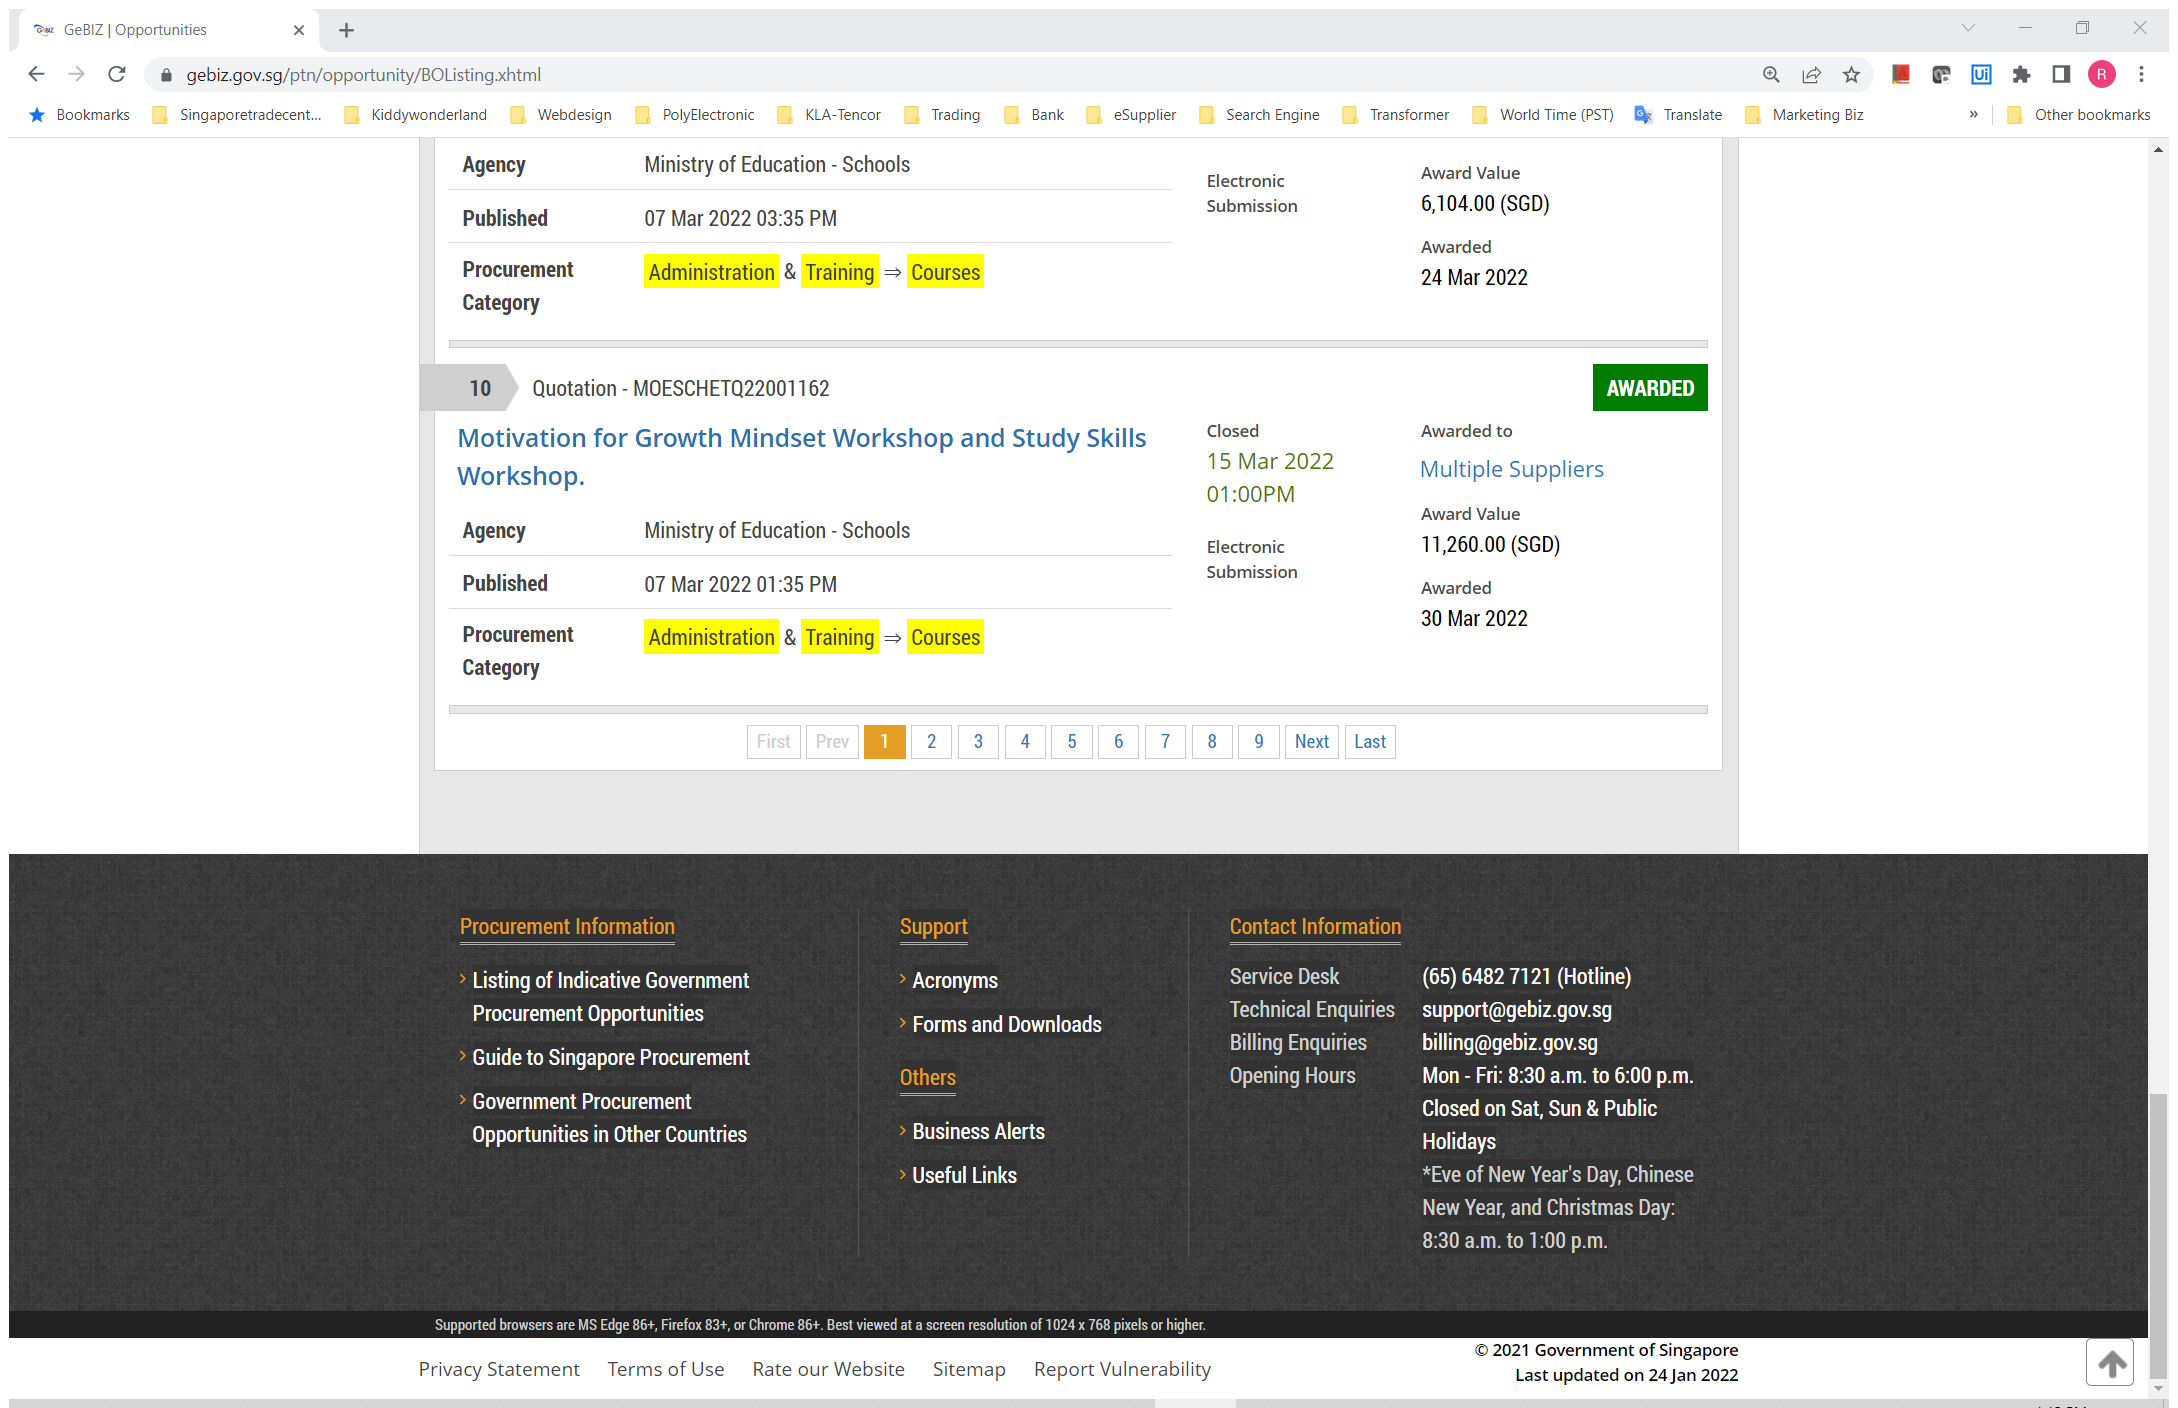 GeBIZ | Opportunities
gebiz.gov.sg/ptn/opportunity/BOListing.xhtml
R
Bookmarks Singaporetradecent... Kiddywonderland Webdesign PolyElectronic KLA-Tencor Trading Bank eSupplier Search Engine Transformer World Time (PST) Translate Marketing Biz » Other bookmarks
Agency Ministry of Education - Schools
Published 07 Mar 2022 03:35 PM
Procurement Category Administration & Training ⇒ Courses
Electronic
Submission
Award Value
6,104.00 (SGD)
Awarded
24 Mar 2022
10 Quotation - MOESCHETQ22001162
AWARDED
Motivation for Growth Mindset Workshop and Study Skills
Workshop.
Agency Ministry of Education - Schools
Published 07 Mar 2022 01:35 PM
Procurement Category Administration & Training ⇒ Courses
Closed
15 Mar 2022
01:00PM
Electronic
Submission
Awarded to
Multiple Suppliers
Award Value
11,260.00 (SGD)
Awarded
30 Mar 2022
First Prev 1 2 3 4 5 6 7 8 9 Next Last
Procurement Information
Listing of Indicative Government
Procurement Opportunities
Guide to Singapore Procurement
Government Procurement
Opportunities in Other Countries
Support
Acronyms
Forms and Downloads
Others
Business Alerts
Useful Links
Contact Information
Service Desk (65) 6482 7121 (Hotline)
Technical Enquiries support@gebiz.gov.sg
Billing Enquiries billing@gebiz.gov.sg
Opening Hours Mon - Fri: 8:30 a.m. to 6:00 p.m.
Closed on Sat, Sun & Public
Holidays
*Eve of New Year's Day, Chinese
New Year, and Christmas Day:
8:30 a.m. to 1:00 p.m.
Supported browsers are MS Edge 86+, Firefox 83+, or Chrome 86+. Best viewed at a screen resolution of 1024 x 768 pixels or higher.
Privacy Statement Terms of Use Rate our Website Sitemap Report Vulnerability
© 2021 Government of Singapore
Last updated on 24 Jan 2022